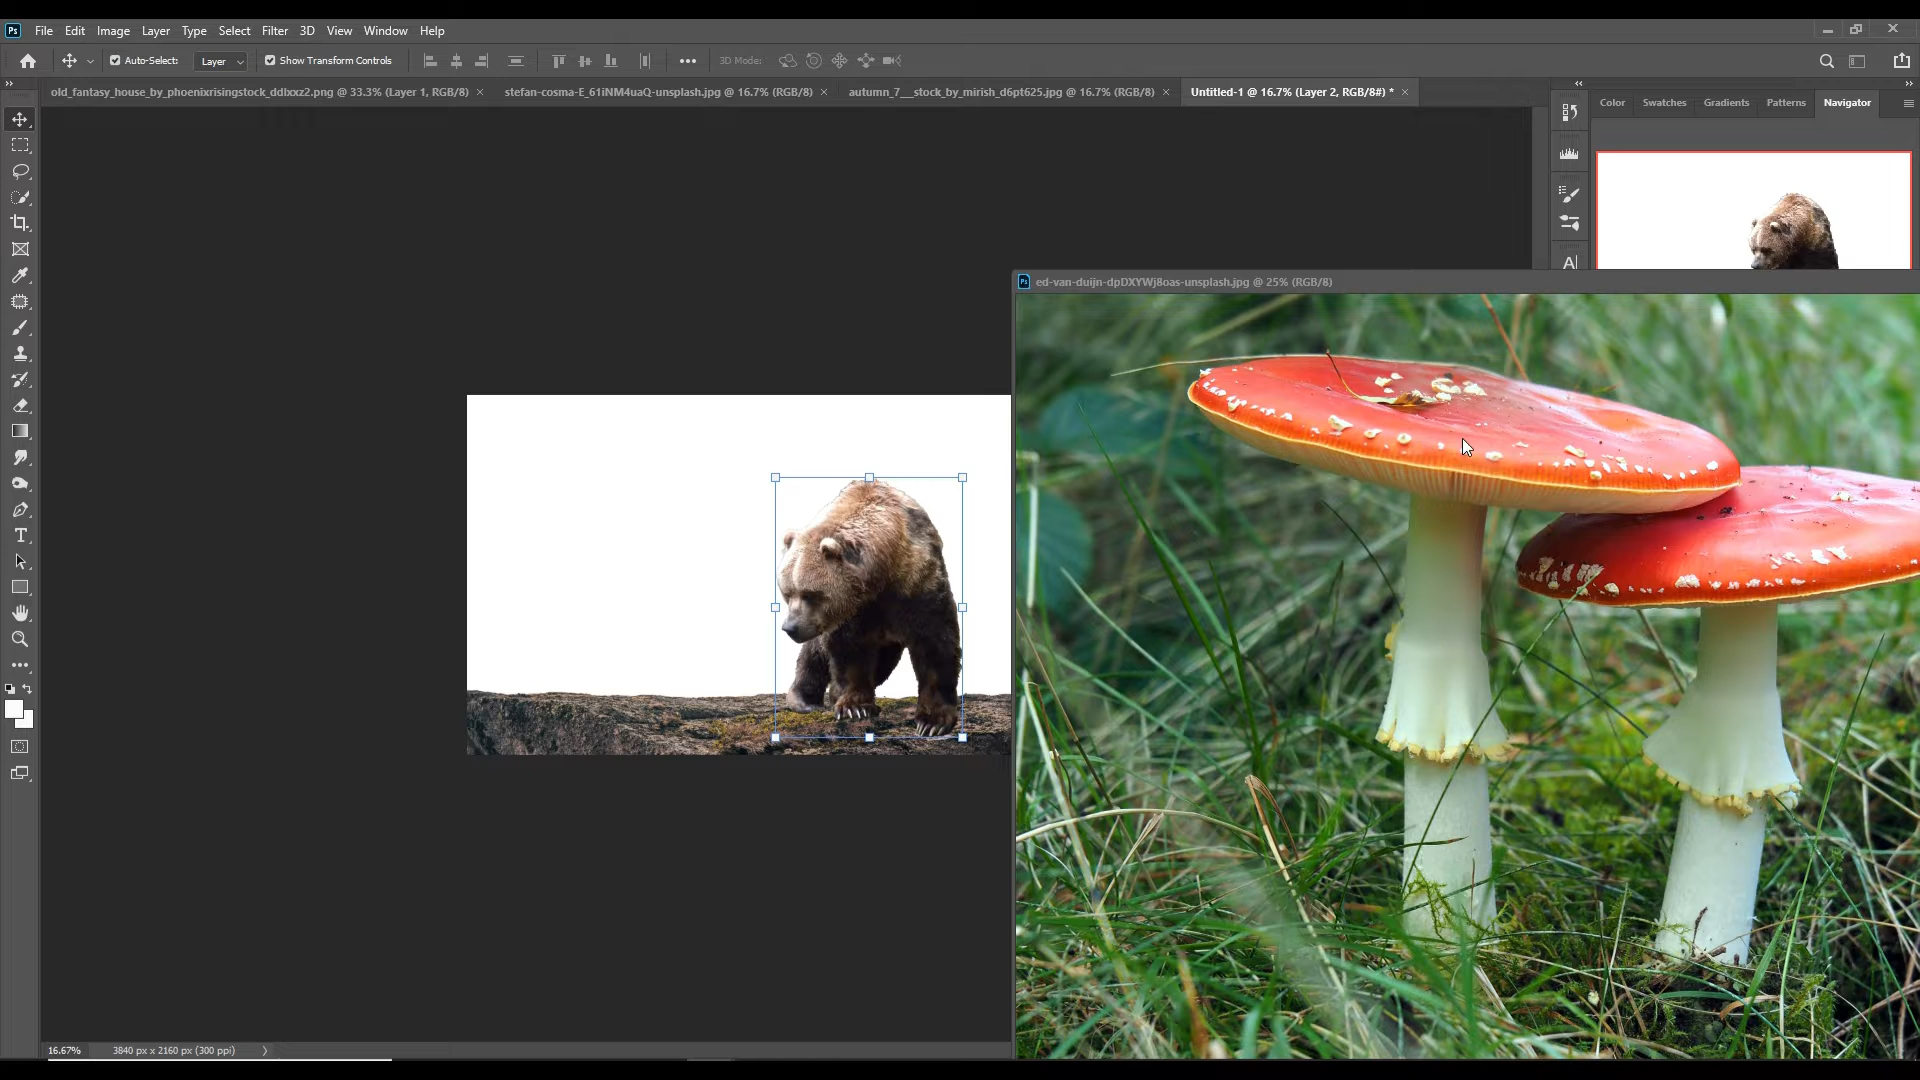 Ps File Edit Image Layer Type Select Filter 3D View Window Help
Auto-Select: Layer Show Transform Controls 3D Mode:
old_fantasy_house_by_phoenixrisingstock_ddlxxz2.png @ 33.3% (Layer 1, RGB/8) × stefan-cosma-E_61iNM4uaQ-unsplash.jpg @ 16.7% (RGB/8) × autumn_7__stock_by_mirish_d6pt625.jpg @ 16.7% (RGB/8) × Untitled-1 @ 16.7% (Layer 2, RGB/8#) * ×
Color Swatches Gradients Patterns Navigator
Ps ed-van-duijn-dpDXYWj8oas-unsplash.jpg @ 25% (RGB/8)
16.67% 3840 px x 2160 px (300 ppi)